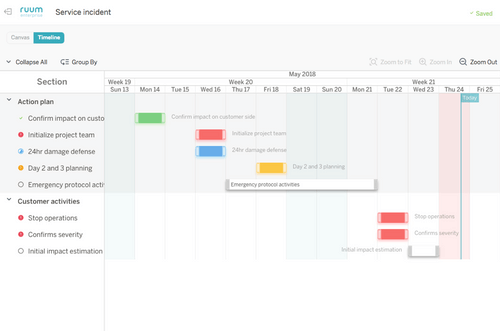 ruum
enterprise
Service incident
✓ Saved
Canvas
Timeline
Collapse All
Group By
Zoom to Fit
Zoom In
Zoom Out
May 2018
Section
Week 19
Week 20
Week 21
Sun 13 Mon 14 Tue 15 Wed 16 Thu 17 Fri 18 Sat 19 Sun 20 Mon 21 Tue 22 Wed 23 Thu 24 Fri 25
Today
Action plan
Confirm impact on custo
Confirm impact on customer side
Initialize project team
Initialize project team
24hr damage defense
24hr damage defense
Day 2 and 3 planning
Day 2 and 3 planning
Emergency protocol acti
Emergency protocol activities
Customer activities
Stop operations
Stop operations
Confirms severity
Confirms severity
Initial impact estimation
Initial impact estimation